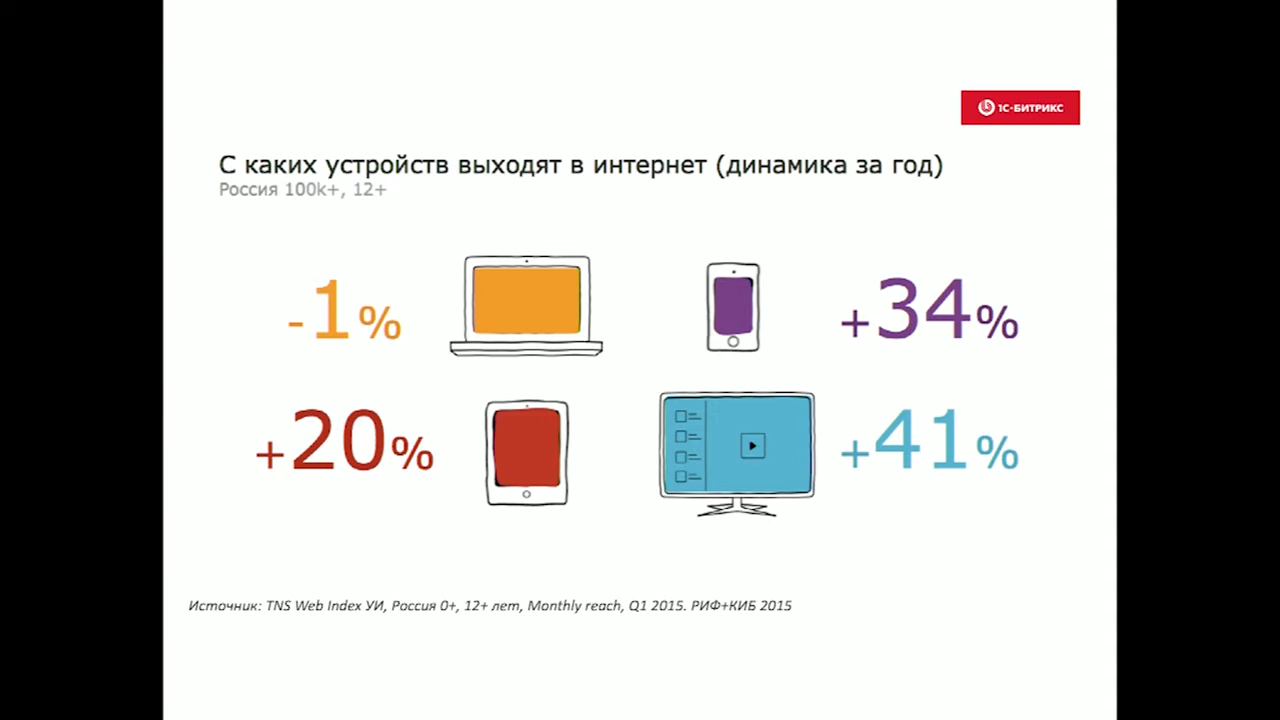 1С-БИТРИКС
С каких устройств выходят в интернет (динамика за год)
Россия 100k+, 12+
-1%
+34%
+20%
+41%
Источник: TNS Web Index УИ, Россия 0+, 12+ лет, Monthly reach, Q1 2015. РИФ+КИБ 2015